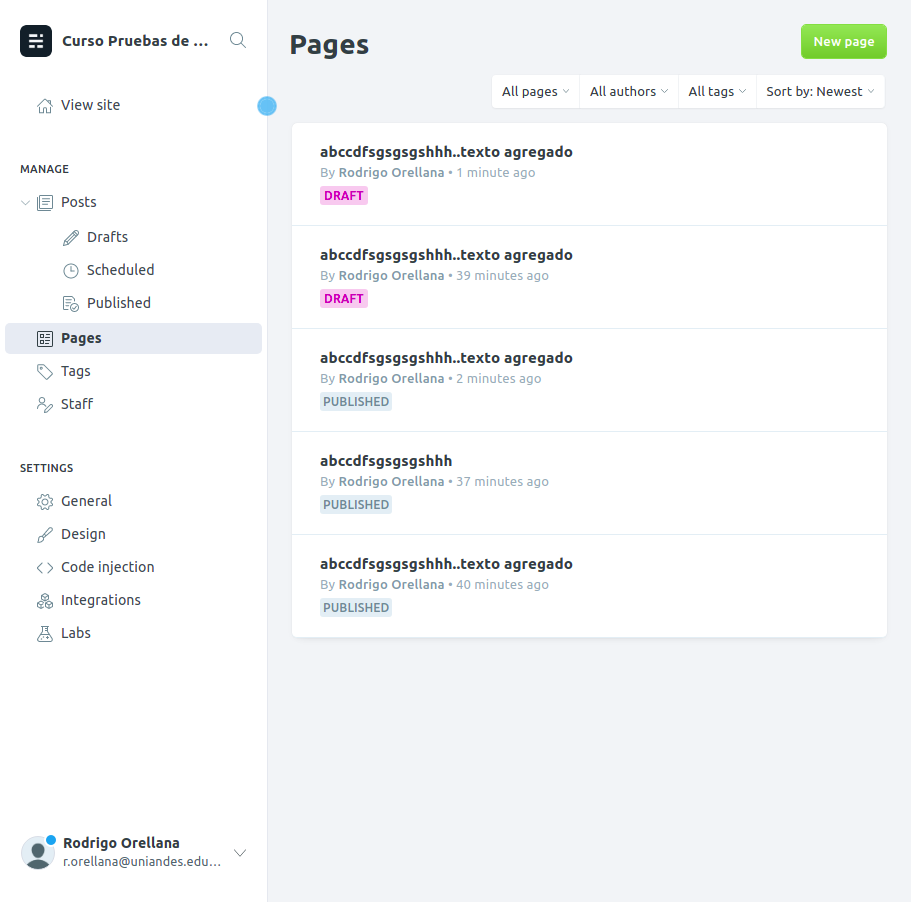 Curso Pruebas de ...
View site
MANAGE
Posts
Drafts
Scheduled
Published
Pages
Tags
Staff
SETTINGS
General
Design
Code injection
Integrations
Labs
Rodrigo Orellana
r.orellana@uniandes.edu...
Pages
New page
All pages
All authors
All tags
Sort by: Newest
abccdfsgsgsgshhh..texto agregado
By Rodrigo Orellana • 1 minute ago
DRAFT
abccdfsgsgsgshhh..texto agregado
By Rodrigo Orellana • 39 minutes ago
DRAFT
abccdfsgsgsgshhh..texto agregado
By Rodrigo Orellana • 2 minutes ago
PUBLISHED
abccdfsgsgsgshhh
By Rodrigo Orellana • 37 minutes ago
PUBLISHED
abccdfsgsgsgshhh..texto agregado
By Rodrigo Orellana • 40 minutes ago
PUBLISHED